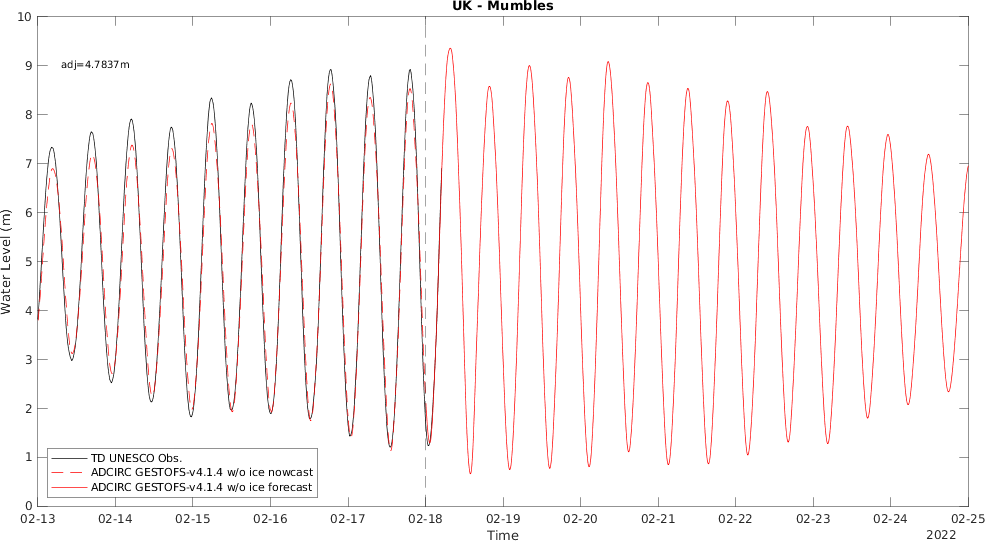 UK - Mumbles
10
9
8
7
6
5
4
3
2
1
0
Water Level (m)
adj=4.7837m
TD UNESCO Obs.
ADCIRC GESTOFS-v4.1.4 w/o ice nowcast
ADCIRC GESTOFS-v4.1.4 w/o ice forecast
02-13 02-14 02-15 02-16 02-17 02-18 02-19 02-20 02-21 02-22 02-23 02-24 02-25
Time
2022